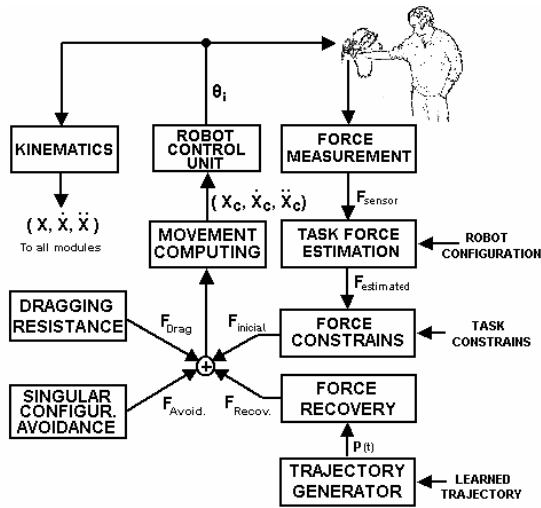 θi
KINEMATICS
ROBOT
CONTROL
UNIT
FORCE
MEASUREMENT
(X, Ẋ, Ẍ)
To all modules
(Xc, Ẋc, Ẍc)
Fsensor
MOVEMENT
COMPUTING
TASK FORCE
ESTIMATION
ROBOT
CONFIGURATION
Festimated
DRAGGING
RESISTANCE
FDrag
Finicial
FORCE
CONSTRAINS
TASK
CONSTRAINS
+
SINGULAR
CONFIGUR.
AVOIDANCE
FAvoid.
FRecov.
FORCE
RECOVERY
P(t)
TRAJECTORY
GENERATOR
LEARNED
TRAJECTORY